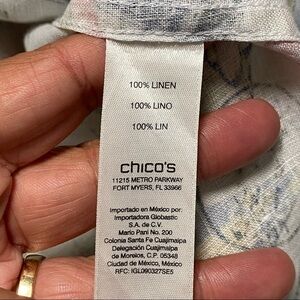 100% LINEN
100% LINO
100% LIN
chico's
11215 METRO PARKWAY
FORT MYERS, FL 33966
Importado en México por:
Importadora Globastic
S.A. de C.V.
Mario Pani No. 200
Colonia Santa Fe Cuajimalpa
Delegación Cuajimalpa
de Morelos, C.P. 05348
Ciudad de México, México
RFC: IGL090327SE5